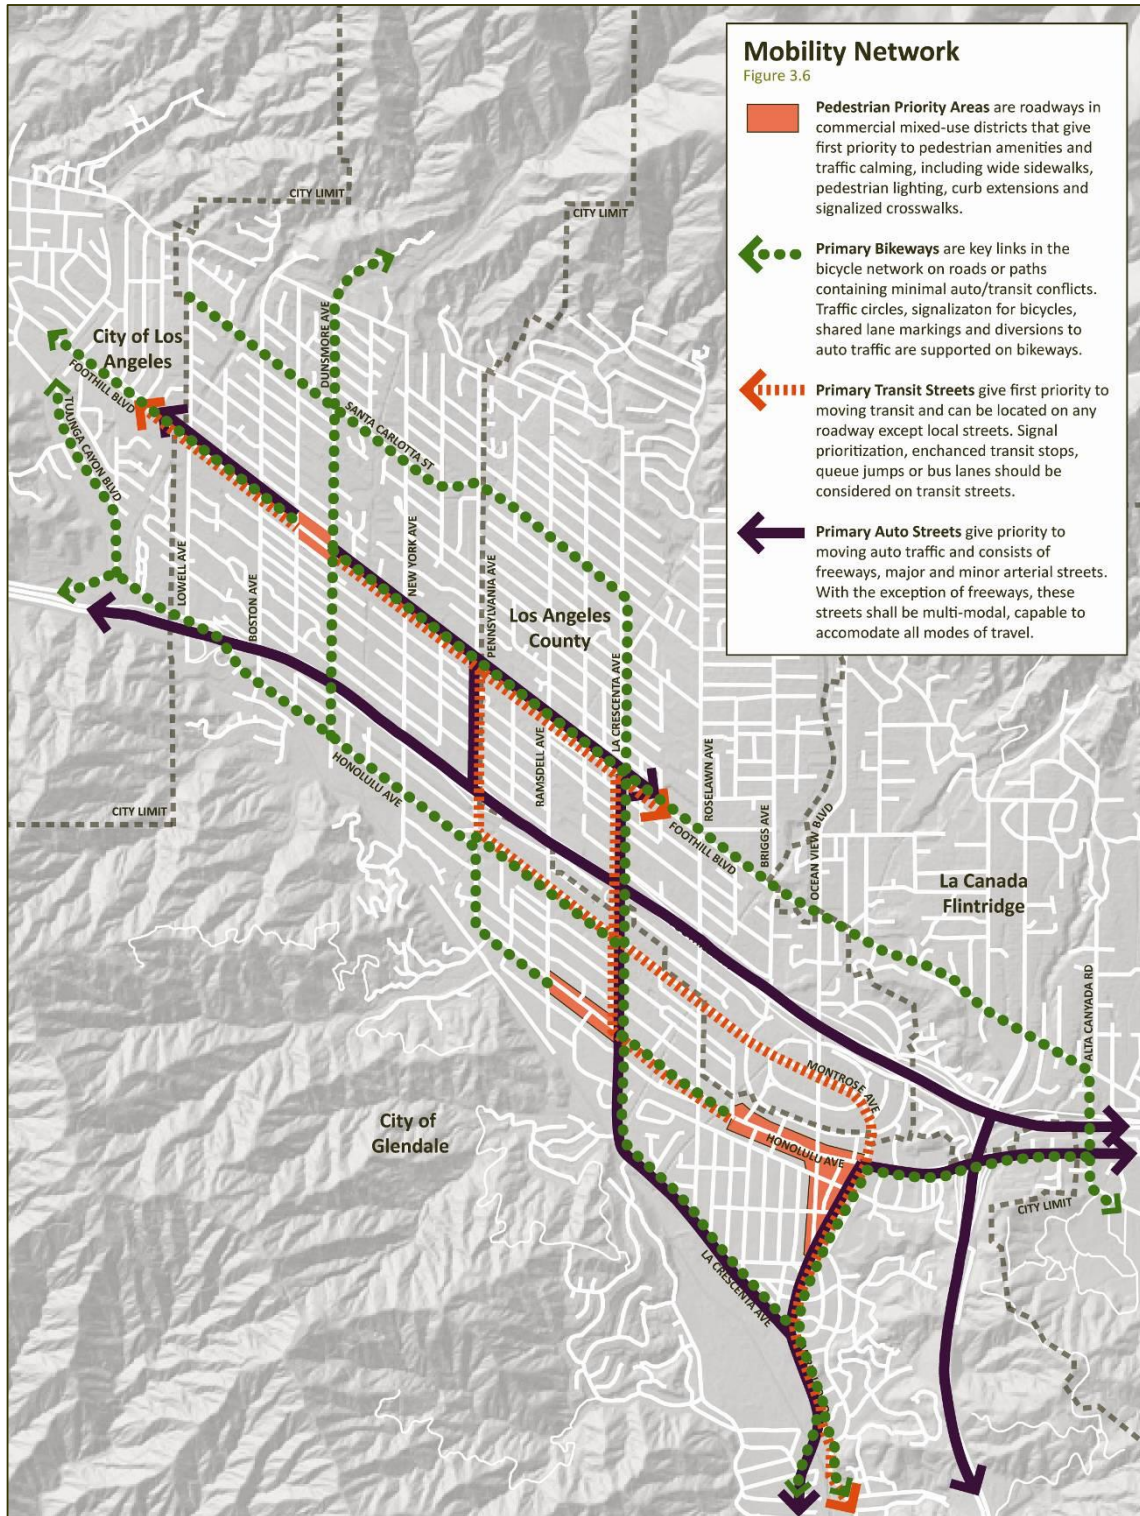 Mobility Network
Figure 3.6
Pedestrian Priority Areas are roadways in
commercial mixed-use districts that give
first priority to pedestrian amenities and
traffic calming, including wide sidewalks,
pedestrian lighting, curb extensions and
signalized crosswalks.
Primary Bikeways are key links in the
bicycle network on roads or paths
containing minimal auto/transit conflicts.
Traffic circles, signalizaton for bicycles,
shared lane markings and diversions to
auto traffic are supported on bikeways.
Primary Transit Streets give first priority to
moving transit and can be located on any
roadway except local streets. Signal
prioritization, enchanced transit stops,
queue jumps or bus lanes should be
considered on transit streets.
Primary Auto Streets give priority to
moving auto traffic and consists of
freeways, major and minor arterial streets.
With the exception of freeways, these
streets shall be multi-modal, capable to
accomodate all modes of travel.
CITY LIMIT
CITY LIMIT
City of Los
Angeles
DUNSMORE AVE
FOOTHILL BLVD
TUJUNGA CAYON BLVD
SANTA CARLOTTA ST
LOWELL AVE
BOSTON AVE
NEW YORK AVE
PENNSYLVANIA AVE
Los Angeles
County
LA CRESCENTA AVE
RAMSDELL AVE
ROSELAWN AVE
HONOLULU AVE
CITY LIMIT
FOOTHILL BLVD
BRIGGS AVE
OCEAN VIEW BLVD
La Canada
Flintridge
ALTA CANYADA RD
MONTROSE AVE
City of
Glendale
HONOLULU AVE
CITY LIMIT
LA CRESCENTA AVE